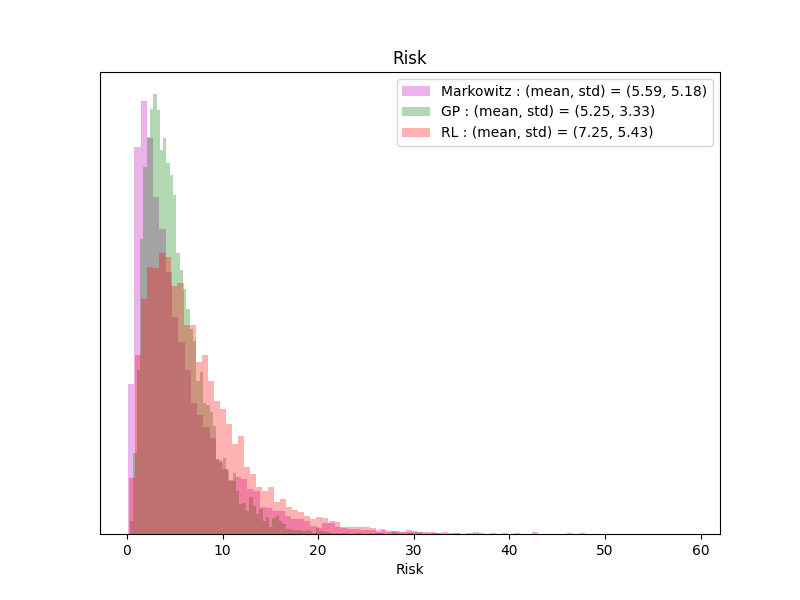 Risk
Markowitz : (mean, std) = (5.59, 5.18)
GP : (mean, std) = (5.25, 3.33)
RL : (mean, std) = (7.25, 5.43)
0 10 20 30 40 50 60
Risk